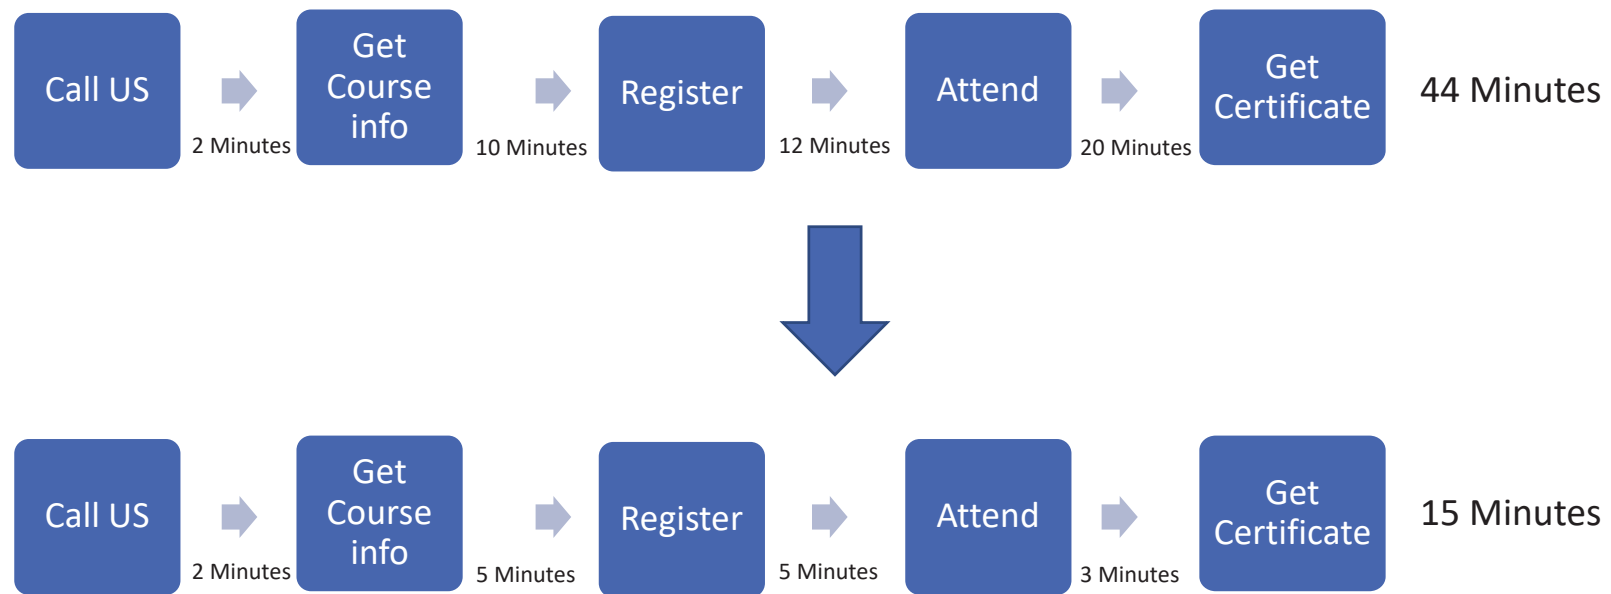 Call US
Get
Course
info
Register
Attend
Get
Certificate
44 Minutes
2 Minutes
10 Minutes
12 Minutes
20 Minutes
Call US
Get
Course
info
Register
Attend
Get
Certificate
15 Minutes
2 Minutes
5 Minutes
5 Minutes
3 Minutes